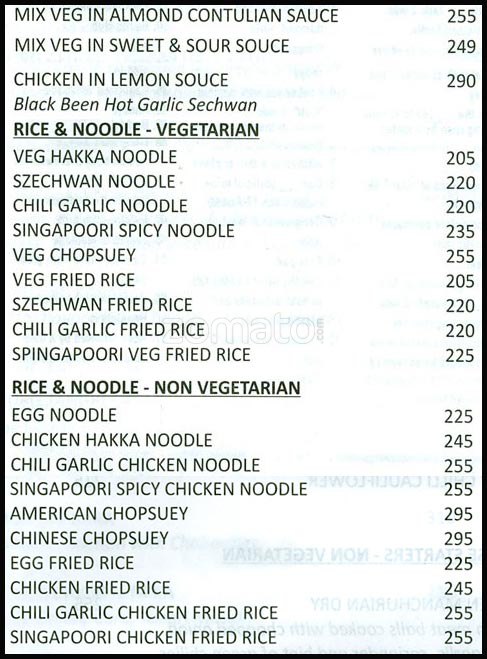 MIX VEG IN ALMOND CONTULIAN SAUCE 255
MIX VEG IN SWEET & SOUR SOUCE 249
CHICKEN IN LEMON SOUCE 290
Black Been Hot Garlic Sechwan
RICE & NOODLE - VEGETARIAN
VEG HAKKA NOODLE 205
SZECHWAN NOODLE 220
CHILI GARLIC NOODLE 220
SINGAPOORI SPICY NOODLE 235
VEG CHOPSUEY 255
VEG FRIED RICE 205
SZECHWAN FRIED RICE 220
CHILI GARLIC FRIED RICE 220
zomato.com
SPINGAPOORI VEG FRIED RICE 225
RICE & NOODLE - NON VEGETARIAN
EGG NOODLE 225
CHICKEN HAKKA NOODLE 245
CHILI GARLIC CHICKEN NOODLE 255
SINGAPOORI SPICY CHICKEN NOODLE 255
AMERICAN CHOPSUEY 295
CHINESE CHOPSUEY 295
EGG FRIED RICE 225
CHICKEN FRIED RICE 245
CHILI GARLIC CHICKEN FRIED RICE 255
SINGAPOORI CHICKEN FRIED RICE 255